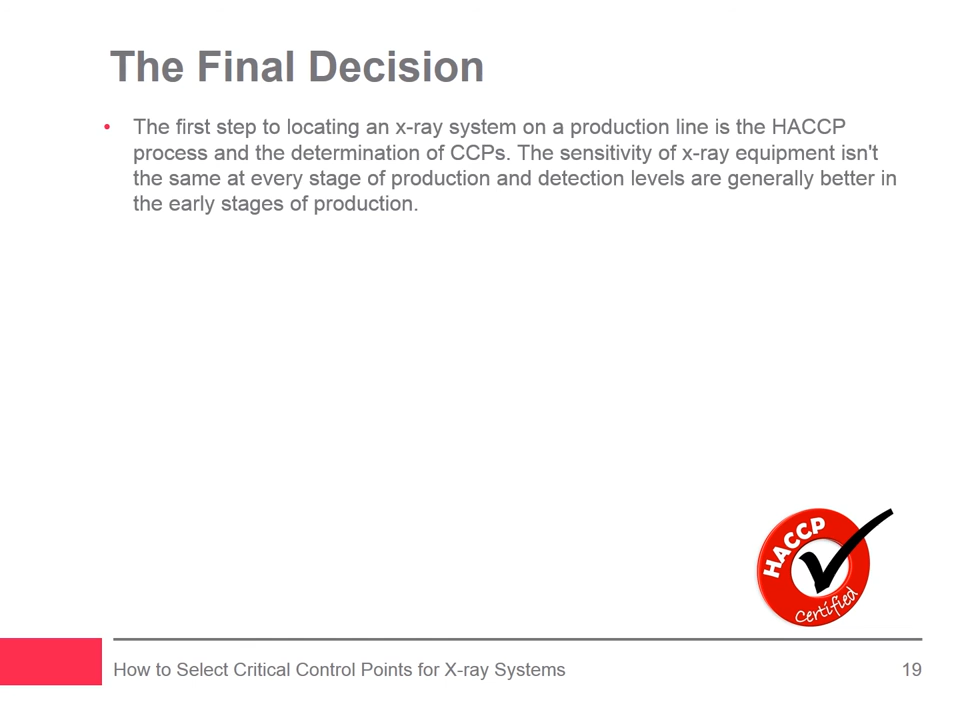 The Final Decision
• The first step to locating an x-ray system on a production line is the HACCP
process and the determination of CCPs. The sensitivity of x-ray equipment isn't
the same at every stage of production and detection levels are generally better in
the early stages of production.
HACCP
Certified
How to Select Critical Control Points for X-ray Systems
19